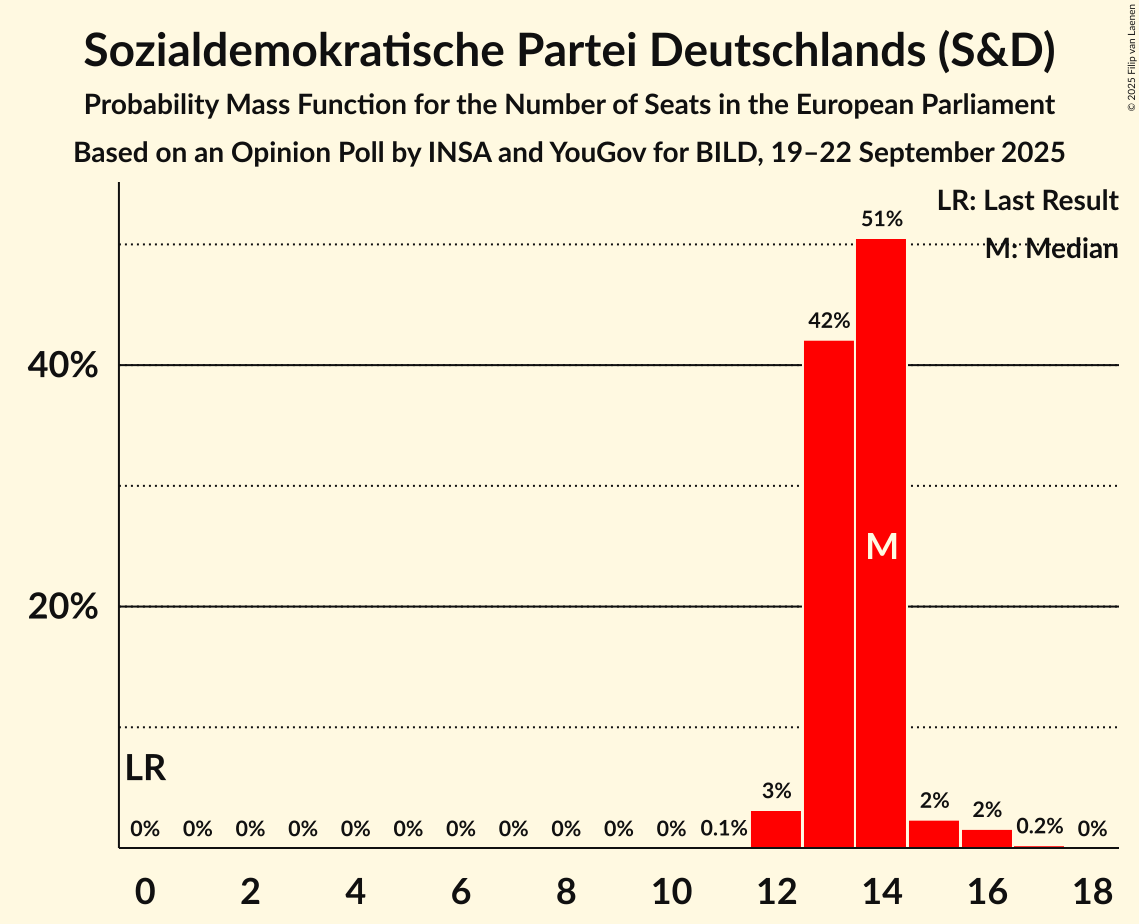 Sozialdemokratische Partei Deutschlands (S&D)
Probability Mass Function for the Number of Seats in the European Parliament
Based on an Opinion Poll by INSA and YouGov for BILD, 19–22 September 2025
© 2025 Filip van Laenen
LR: Last Result
M: Median
51%
42%
40%
M
20%
LR
0% 0% 0% 0% 0% 0% 0% 0% 0% 0% 0% 0.1% 3% 2% 2% 0.2% 0%
0 2 4 6 8 10 12 14 16 18